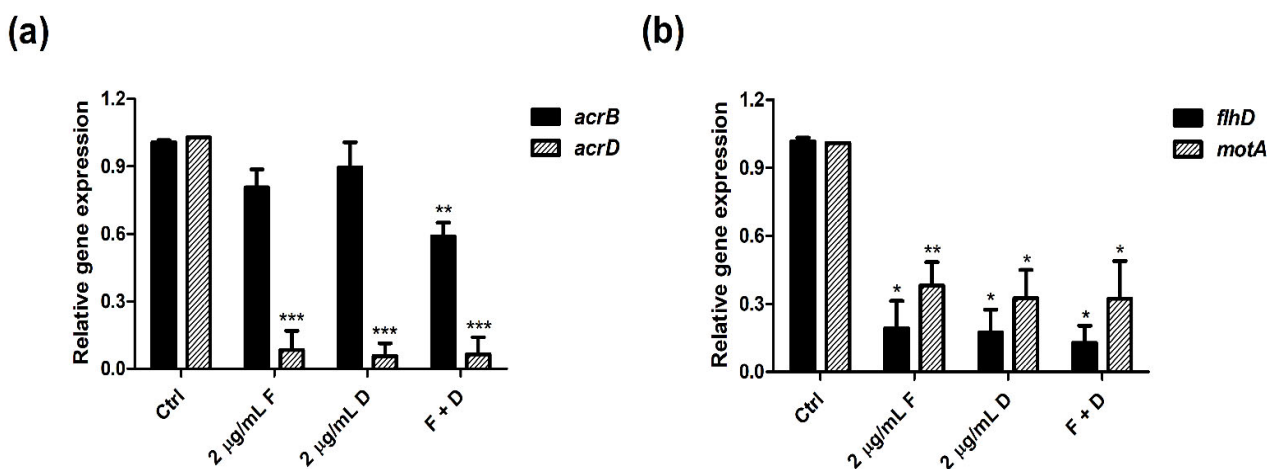 (a)
Relative gene expression
1.2
0.9
0.6
0.3
0.0
**
***
***
***
Ctrl
2 µg/mL F
2 µg/mL D
F + D
acrB
acrD
(b)
Relative gene expression
1.2
0.9
0.6
0.3
0.0
*
**
*
*
*
*
Ctrl
2 µg/mL F
2 µg/mL D
F + D
flhD
motA